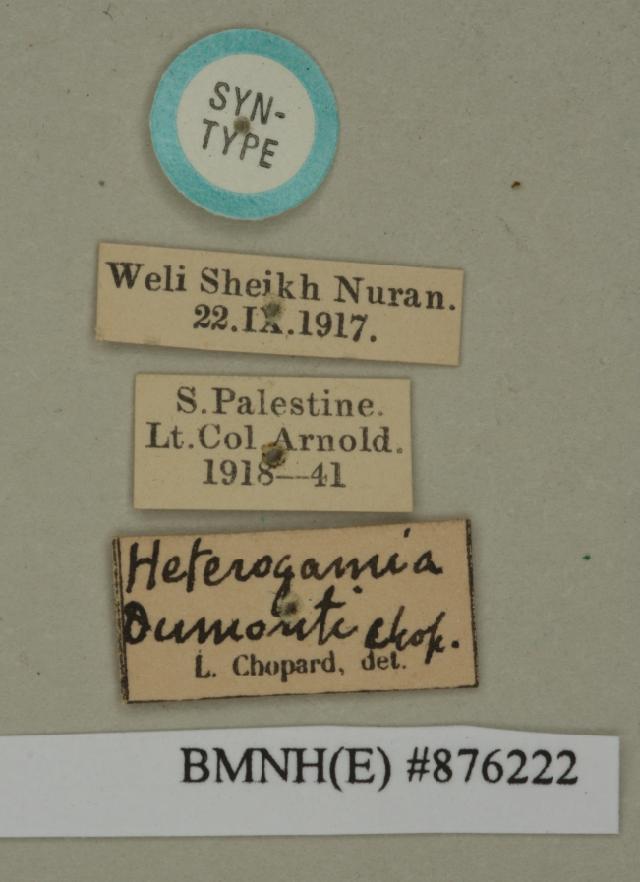 SYN-
TYPE
Weli Sheikh Nuran.
22.IX.1917.
S.Palestine.
Lt.Col.Arnold.
1918—41
Heterogamia
Dumonti Chop.
L. Chopard, det.
BMNH(E) #876222